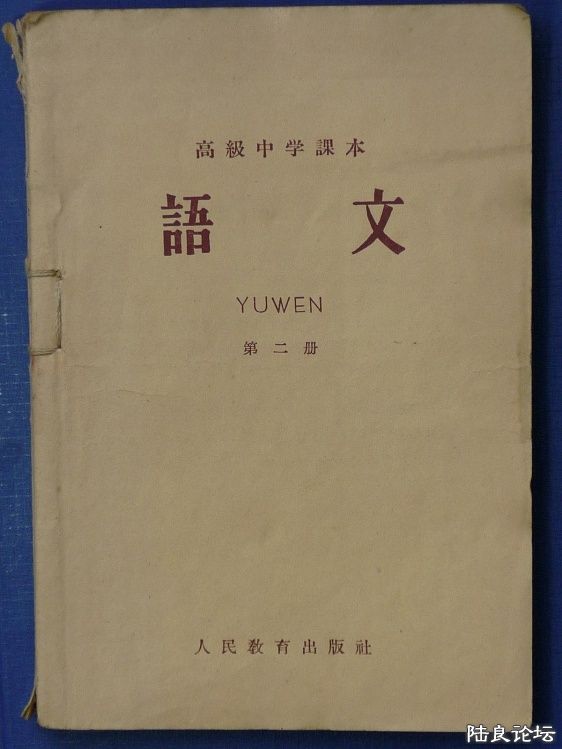 高級中学課本
語文
YUWEN
第二册
人民教育出版社
陆良论坛